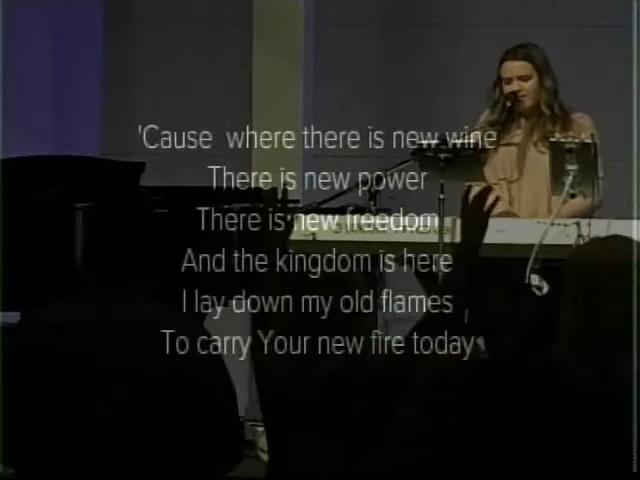 'Cause where there is new wine
There is new power
There is new freedom
And the kingdom is here
I lay down my old flames
To carry Your new fire today